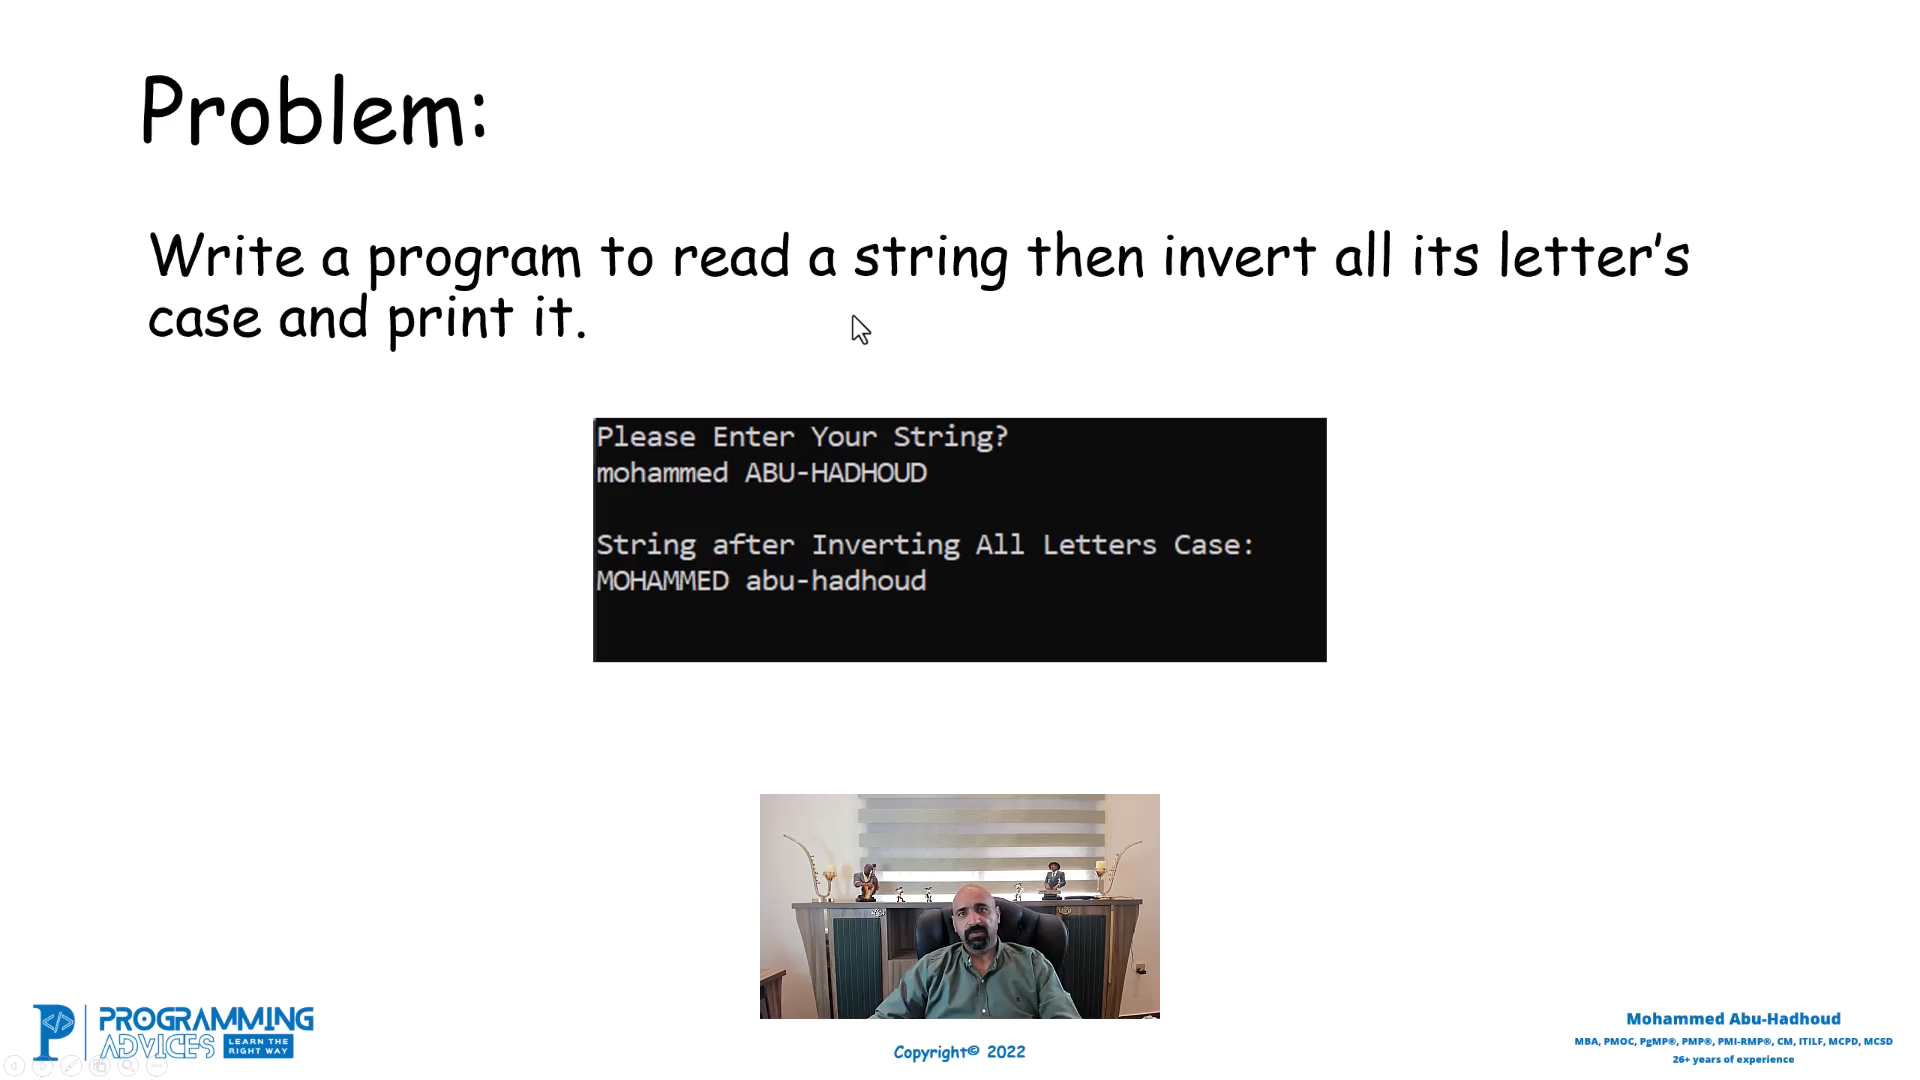 Problem:
Write a program to read a string then invert all its letter’s
case and print it.
Please Enter Your String?
mohammed ABU-HADHOUD
String after Inverting All Letters Case:
MOHAMMED abu-hadhoud
PROGRAMMING
ADVICES
LEARN THE
RIGHT WAY
Copyright© 2022
Mohammed Abu-Hadhoud
MBA, PMOC, PgMP®, PMP®, PMI-RMP®, CM, ITILF, MCPD, MCSD
26+ years of experience